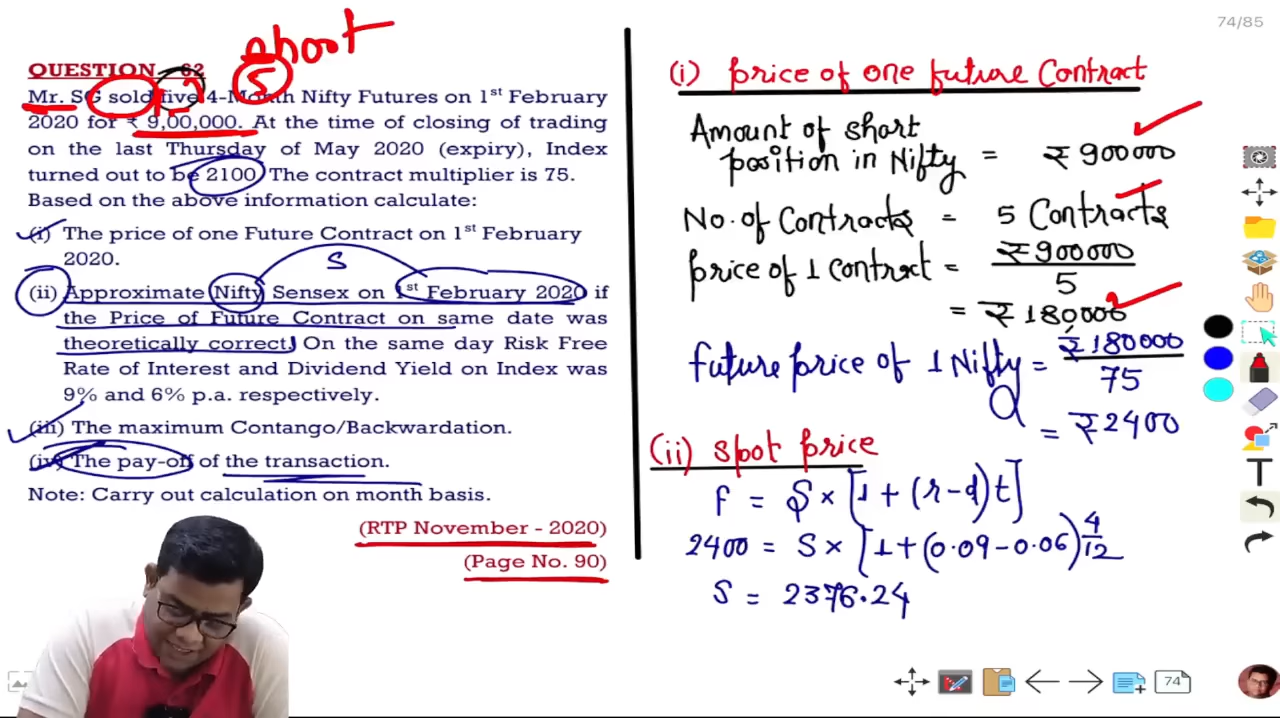 74/85
short
QUESTION 62
5
Mr. SG sold five 4-Month Nifty Futures on 1st February
2020 for ₹ 9,00,000. At the time of closing of trading
on the last Thursday of May 2020 (expiry), Index
turned out to be 2100. The contract multiplier is 75.
Based on the above information calculate:
(i) The price of one Future Contract on 1st February
2020.
S
(ii) Approximate Nifty Sensex on 1st February 2020 if
the Price of Future Contract on same date was
theoretically correct. On the same day Risk Free
Rate of Interest and Dividend Yield on Index was
9% and 6% p.a. respectively.
(iii) The maximum Contango/Backwardation.
(iv) The pay-off of the transaction.
Note: Carry out calculation on month basis.
(RTP November - 2020)
(Page No. 90)
(i) price of one future Contract
Amount of short
position in Nifty = ₹900000
No. of Contracts = 5 Contracts
price of 1 Contract = ₹900000
5
= ₹180000
future price of 1 Nifty = ₹180000
75
= ₹2400
(ii) spot price
F = S × [1 + (r-d)t]
2400 = S × [1+(0.09-0.06)4/12
S = 2376.24
T
74